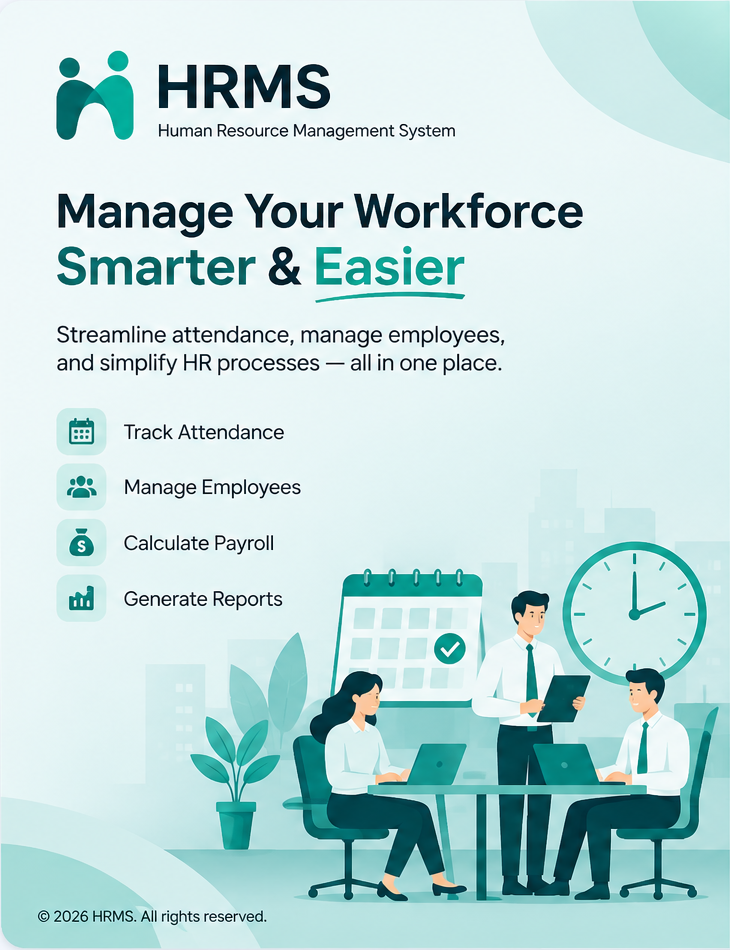 HRMS
Human Resource Management System
Manage Your Workforce
Smarter & Easier
Streamline attendance, manage employees,
and simplify HR processes — all in one place.
Track Attendance
Manage Employees
$
Calculate Payroll
Generate Reports
© 2026 HRMS. All rights reserved.